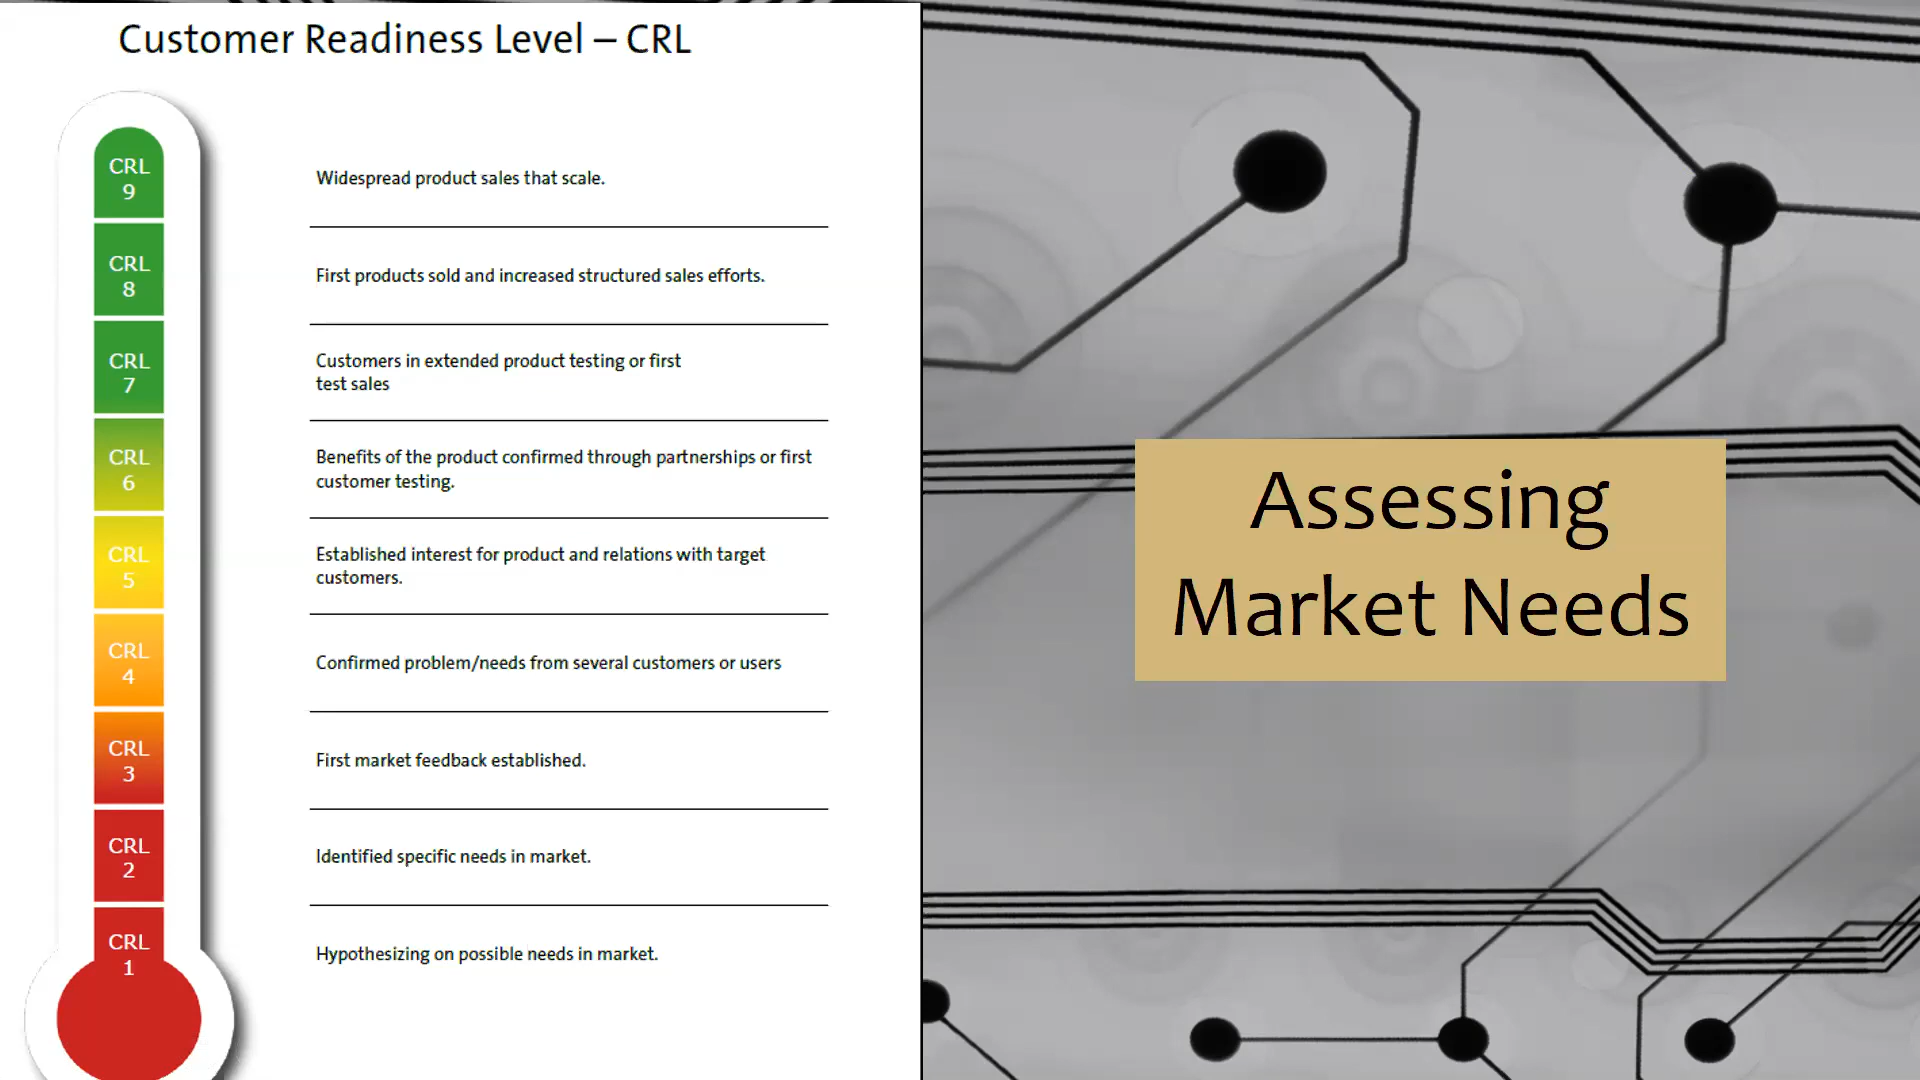 Customer Readiness Level – CRL
CRL
9
Widespread product sales that scale.
CRL
8
First products sold and increased structured sales efforts.
CRL
7
Customers in extended product testing or first
test sales
CRL
6
Benefits of the product confirmed through partnerships or first
customer testing.
CRL
5
Established interest for product and relations with target
customers.
CRL
4
Confirmed problem/needs from several customers or users
CRL
3
First market feedback established.
CRL
2
Identified specific needs in market.
CRL
1
Hypothesizing on possible needs in market.
Assessing
Market Needs